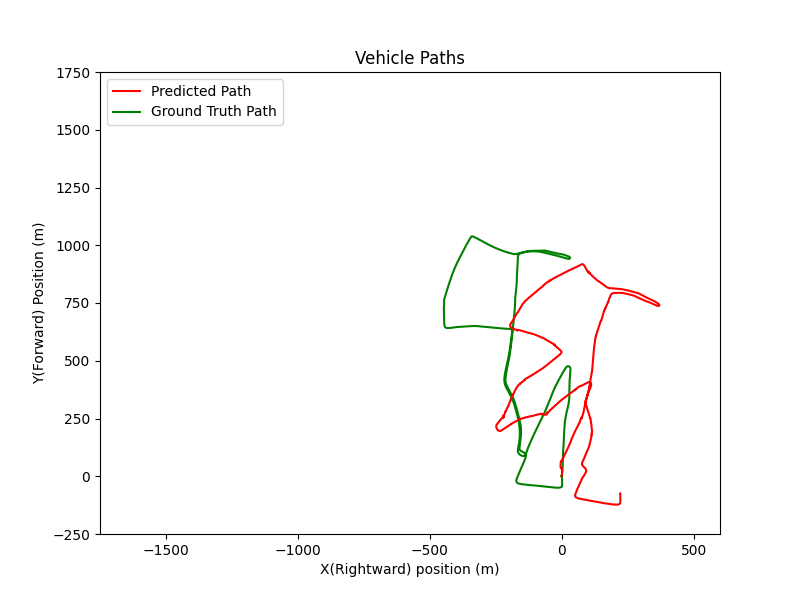 Vehicle Paths
Predicted Path
Ground Truth Path
1750
1500
1250
1000
750
500
250
0
−250
Y(Forward) Position (m)
−1500 −1000 −500 0 500
X(Rightward) position (m)